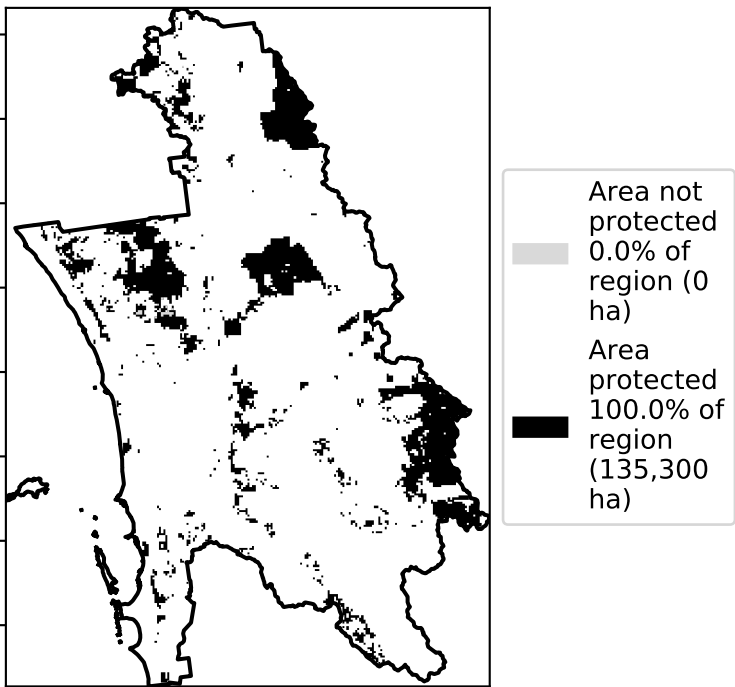 Area not
protected
0.0% of
region (0
ha)
Area
protected
100.0% of
region
(135,300
ha)